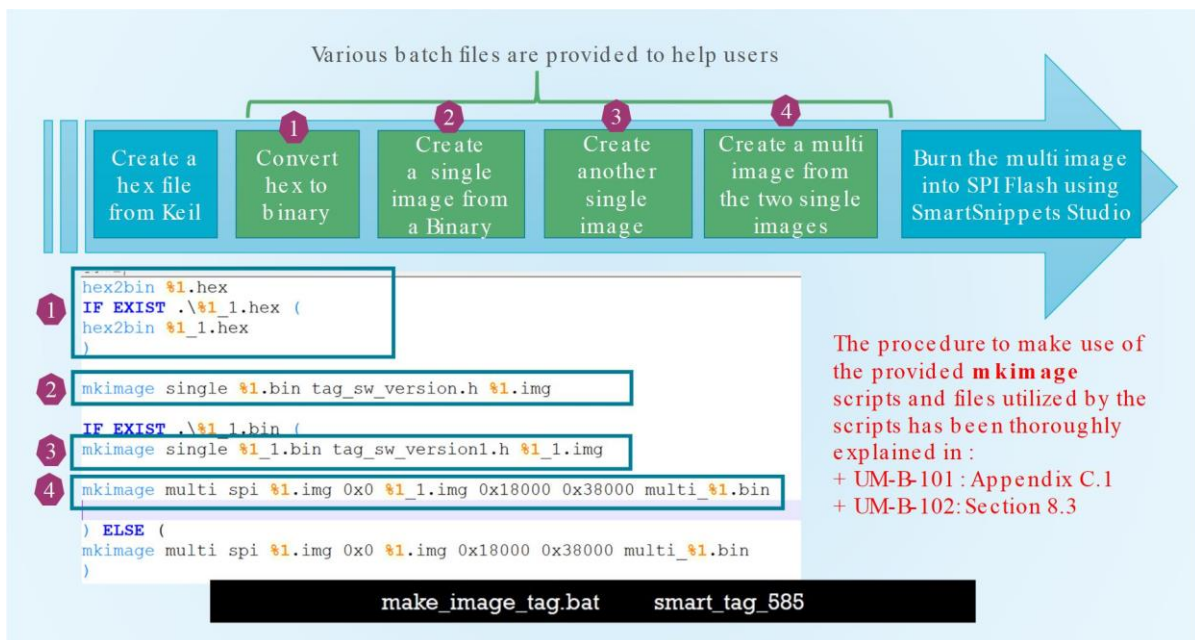 Various batch files are provided to help users
1
2
3
4
Create a
hex file
from Keil
Convert
hex to
binary
Create
a single
image from
a Binary
Create
another
single
image
Create a multi
image from
the two single
images
Burn the multi image
into SPI Flash using
SmartSnippets Studio
1
hex2bin %1.hex
IF EXIST .\%1_1.hex (
hex2bin %1_1.hex
)
2
mkimage single %1.bin tag_sw_version.h %1.img
IF EXIST .\%1_1.bin (
3
mkimage single %1_1.bin tag_sw_version1.h %1_1.img
4
mkimage multi spi %1.img 0x0 %1_1.img 0x18000 0x38000 multi_%1.bin
) ELSE (
mkimage multi spi %1.img 0x0 %1.img 0x18000 0x38000 multi_%1.bin
)
The procedure to make use of
the provided mkimage
scripts and files utilized by the
scripts has been thoroughly
explained in :
+ UM-B-101 : Appendix C.1
+ UM-B-102: Section 8.3
make_image_tag.bat smart_tag_585